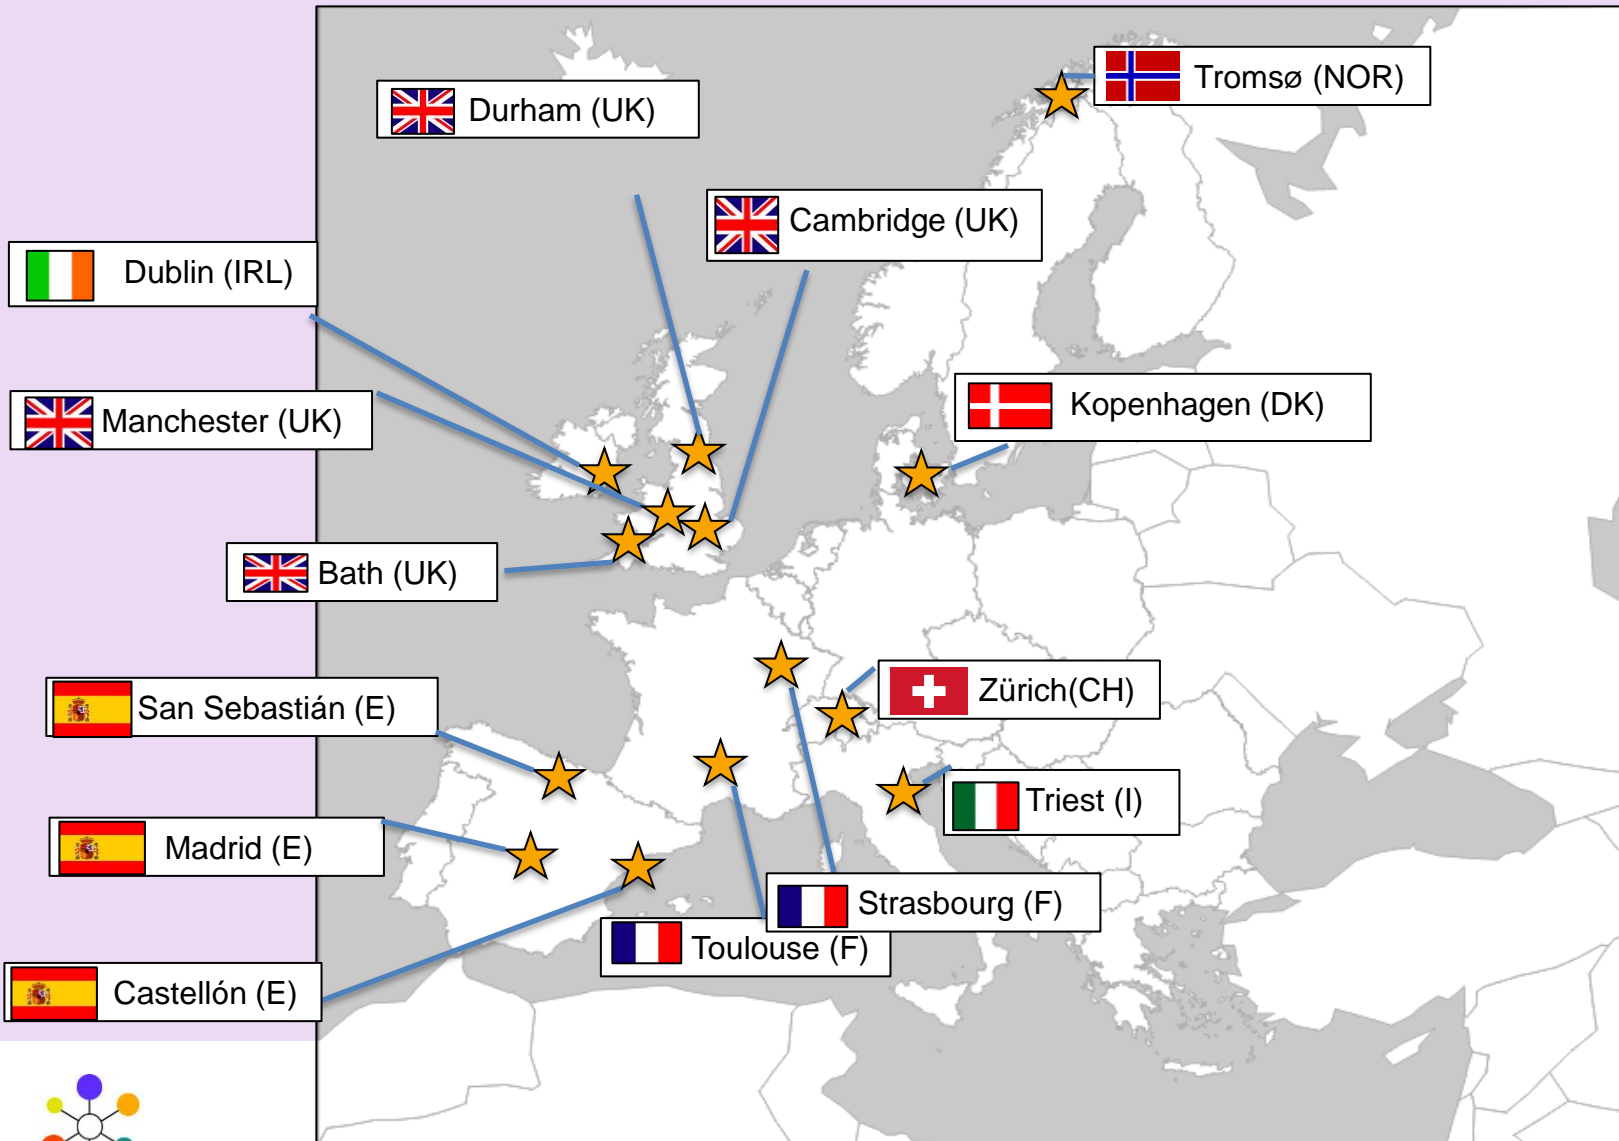 Tromsø (NOR)
Durham (UK)
Cambridge (UK)
Dublin (IRL)
Kopenhagen (DK)
Manchester (UK)
Bath (UK)
Zürich(CH)
San Sebastián (E)
Triest (I)
Madrid (E)
Strasbourg (F)
Toulouse (F)
Castellón (E)